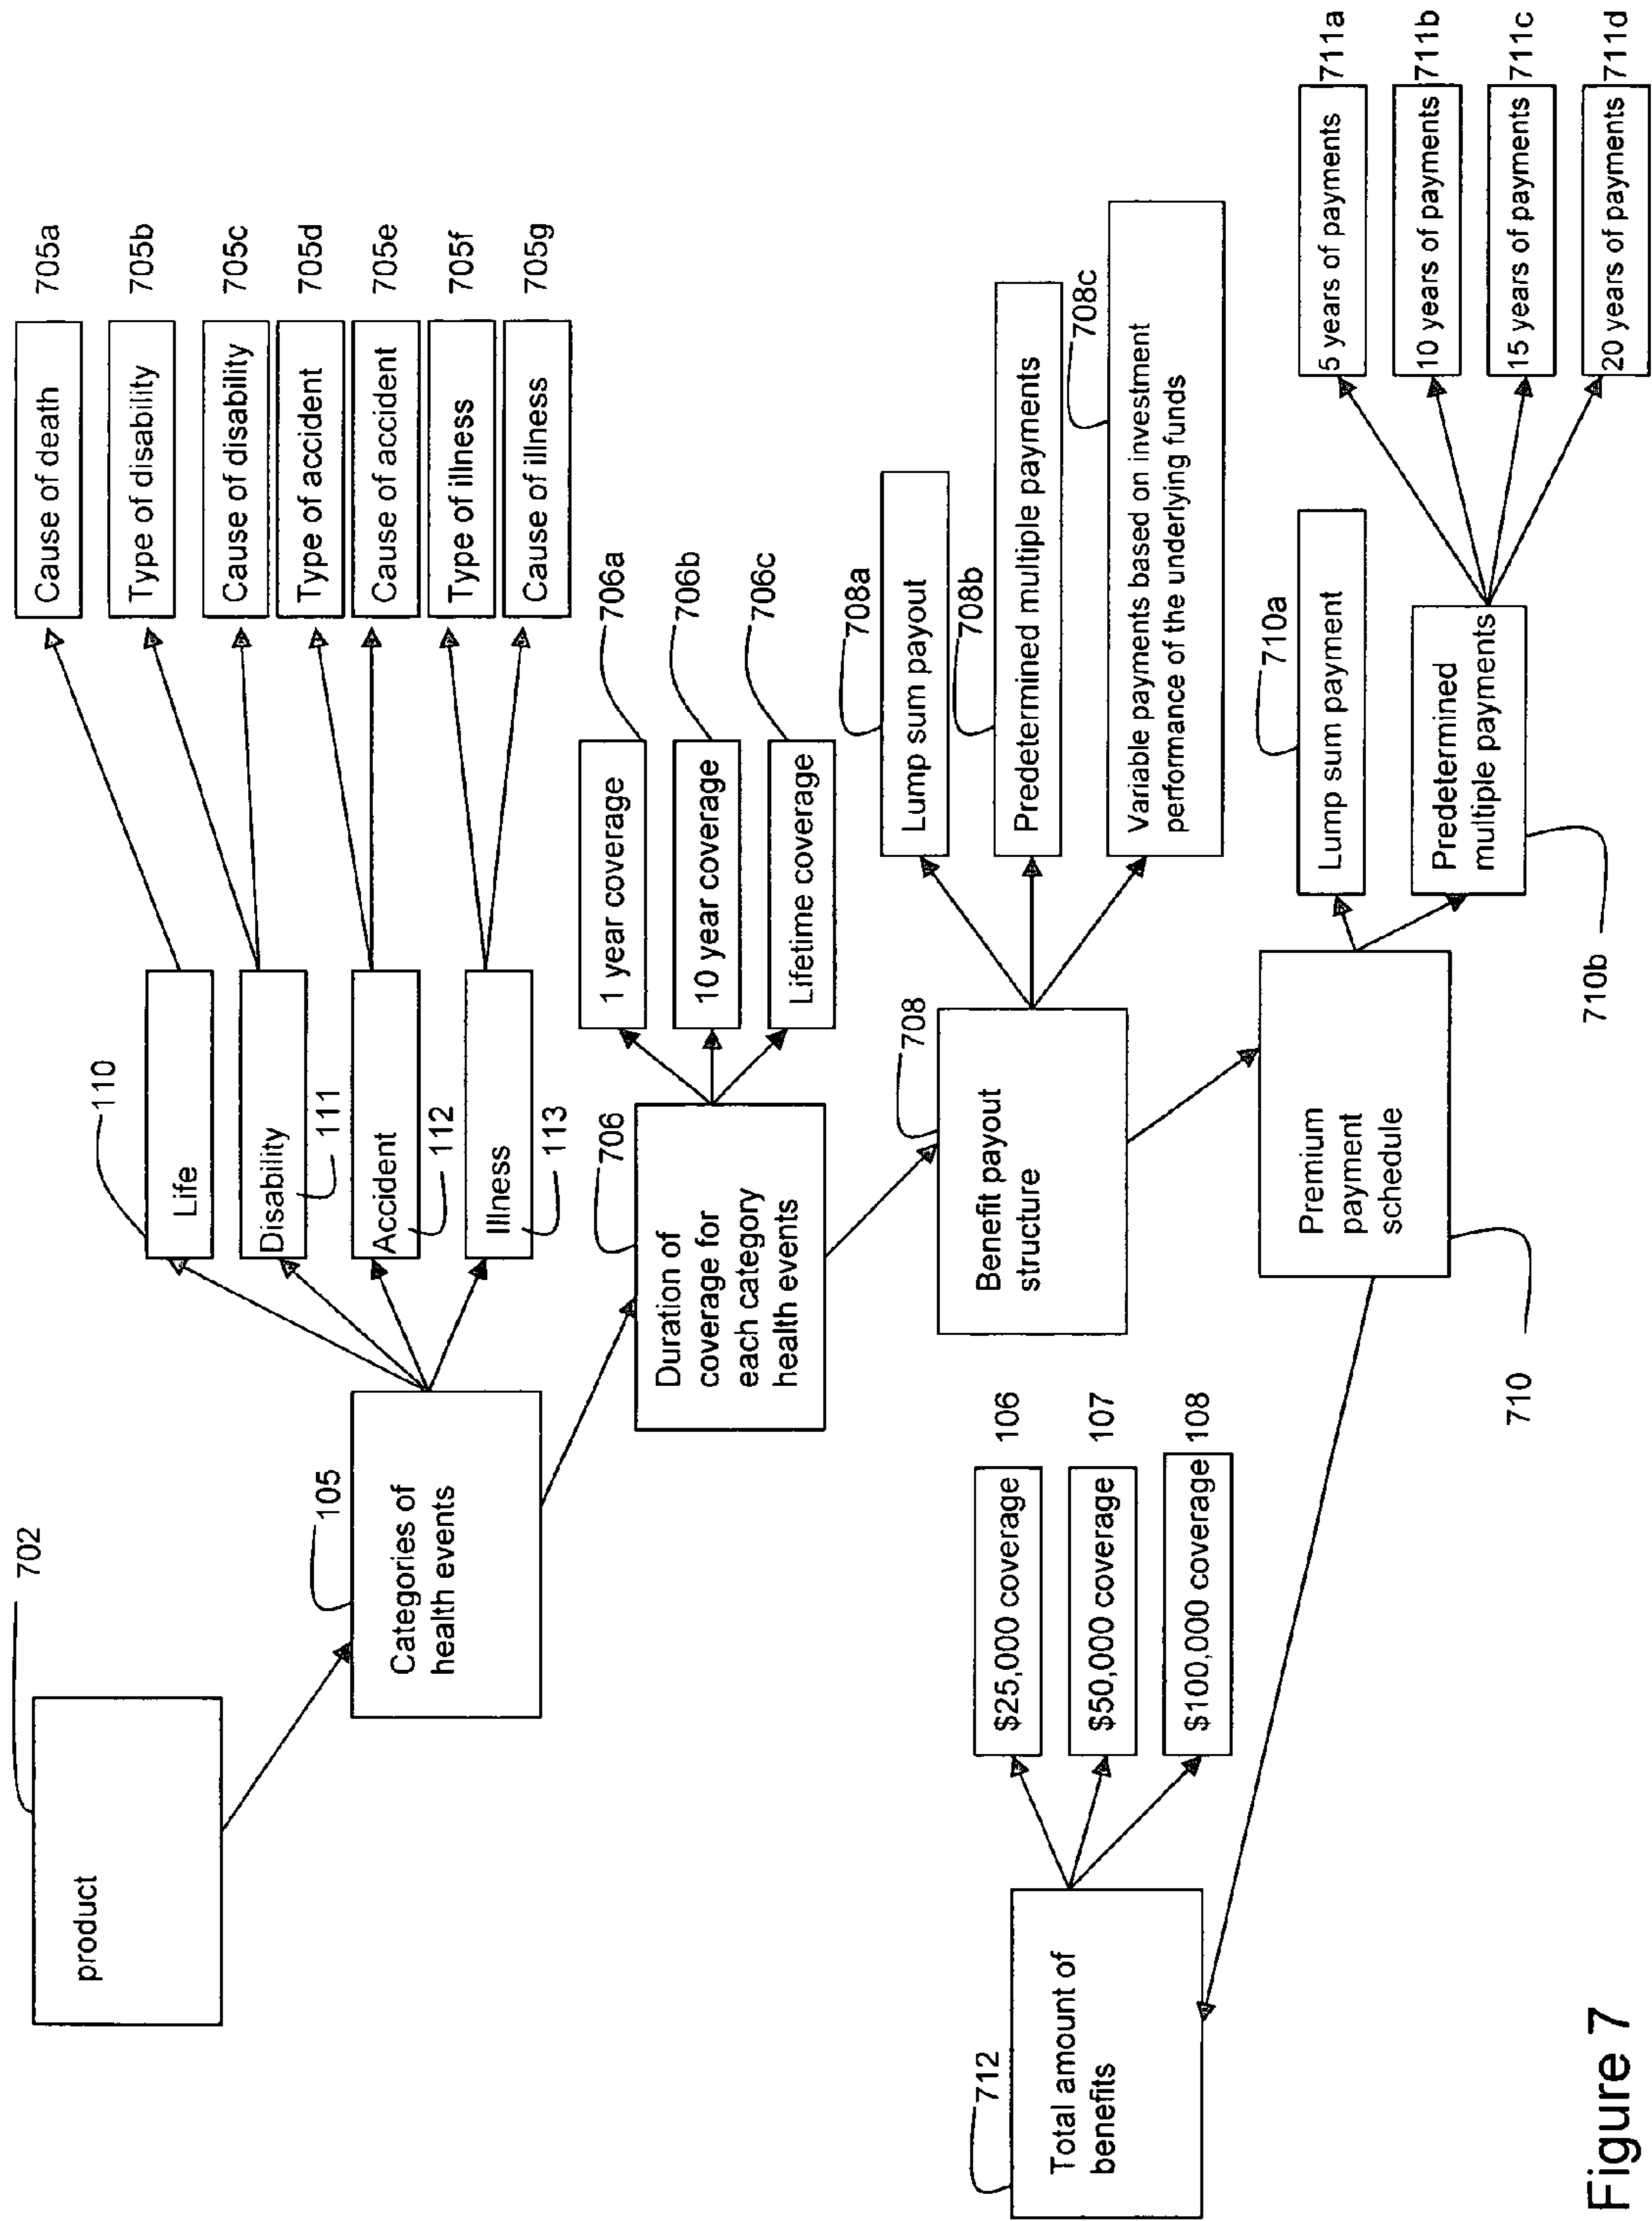 702
product
105
Categories of
health events
110
Life
Disability
111
Accident
112
Illness
113
Cause of death
705a
Type of disability
705b
Cause of disability
705c
Type of accident
705d
Cause of accident
705e
Type of illness
705f
Cause of illness
705g
706
Duration of
coverage for
each category
health events
1 year coverage
706a
10 year coverage
706b
Lifetime coverage
706c
708
Benefit payout
structure
Lump sum payout
708a
Predetermined multiple payments
708b
Variable payments based on investment
performance of the underlying funds
708c
Premium
payment
schedule
710
Lump sum payment
710a
Predetermined
multiple payments
710b
5 years of payments
711a
10 years of payments
711b
15 years of payments
711c
20 years of payments
711d
712
Total amount of
benefits
$25,000 coverage
106
$50,000 coverage
107
$100,000 coverage
108
Figure 7